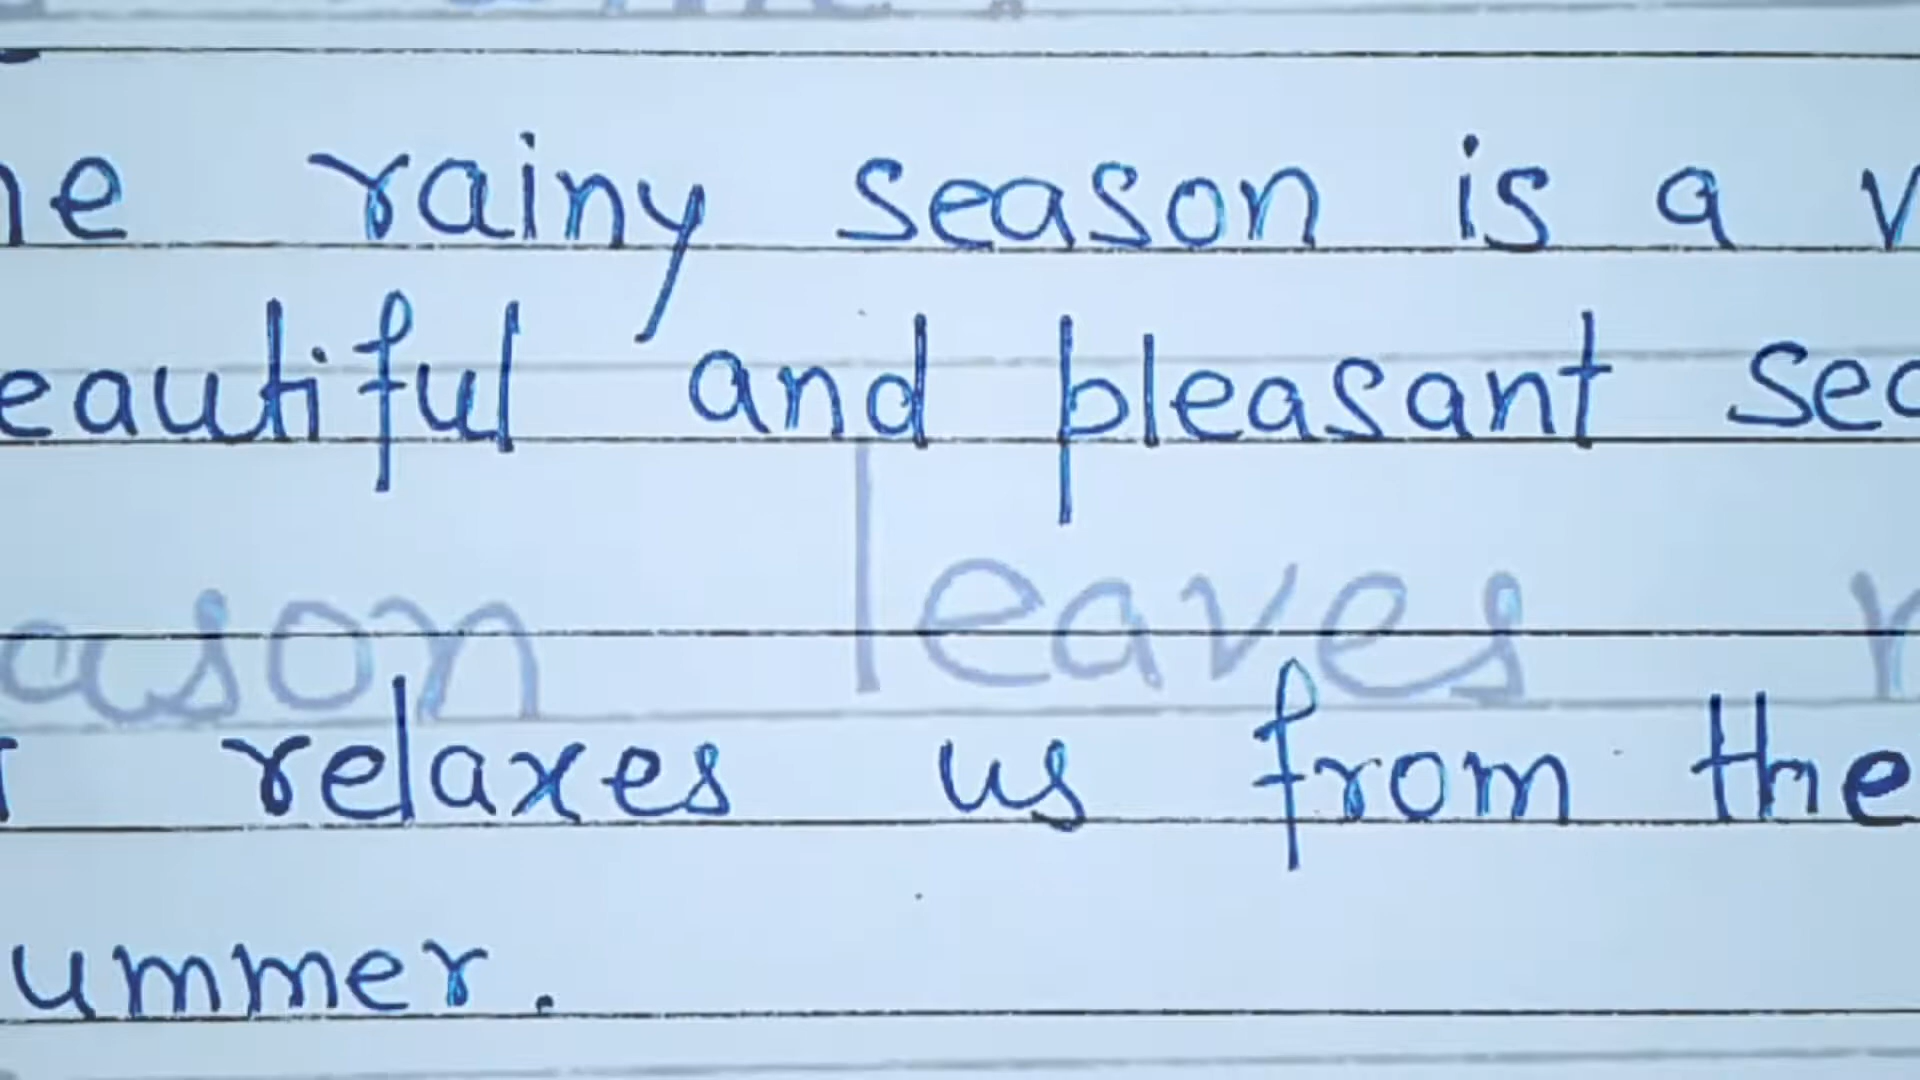 he rainy season is a v
eautiful and pleasant sea
ason leaves
relaxes us from the
ummer.